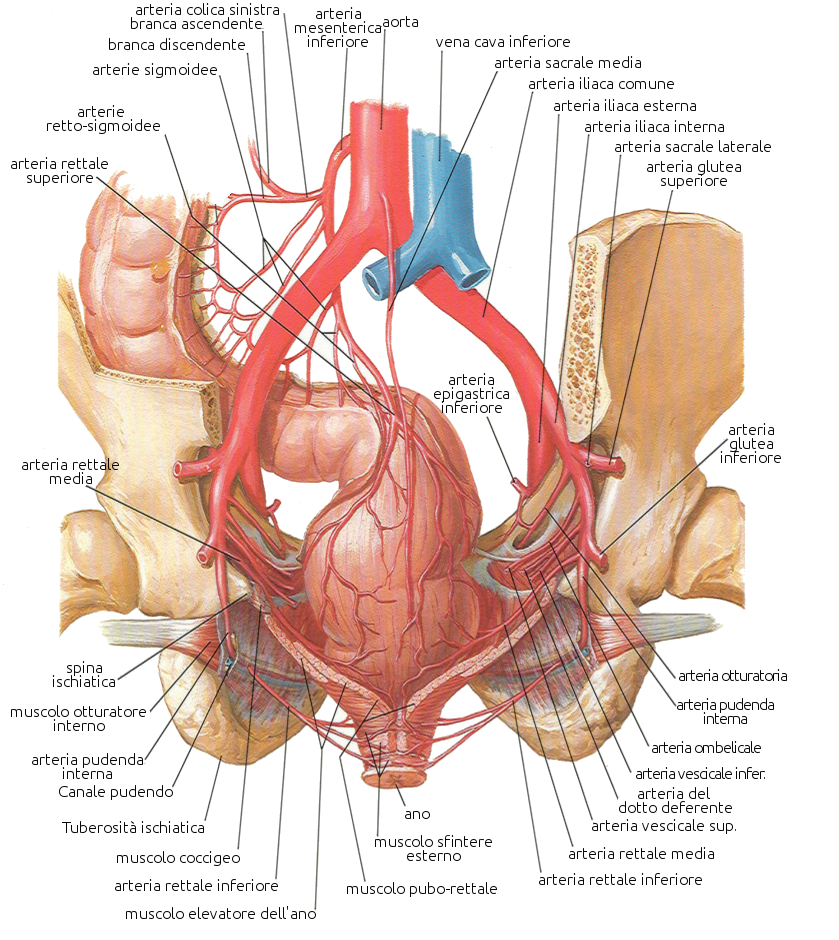 arteria colica sinistra
branca ascendente
branca discendente
arterie sigmoidee
arterie
retto-sigmoidee
arteria rettale
superiore
arteria
mesenterica
inferiore
aorta
vena cava inferiore
arteria sacrale media
arteria iliaca comune
arteria iliaca esterna
arteria iliaca interna
arteria sacrale laterale
arteria glutea
superiore
arteria
epigastrica
inferiore
arteria
glutea
inferiore
arteria rettale
media
spina
ischiatica
muscolo otturatore
interno
arteria pudenda
interna
Canale pudendo
Tuberosità ischiatica
muscolo coccigeo
arteria rettale inferiore
muscolo elevatore dell'ano
ano
muscolo sfintere
esterno
muscolo pubo-rettale
arteria otturatoria
arteria pudenda
interna
arteria ombelicale
arteria vescicale infer.
arteria del
dotto deferente
arteria vescicale sup.
arteria rettale media
arteria rettale inferiore